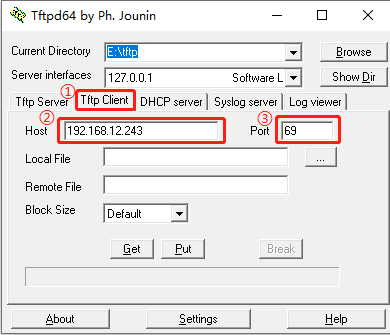 Tftpd64 by Ph. Jounin
Current Directory E:\tftp Browse
Server interfaces 127.0.0.1 Software L Show Dir
①
Tftp Server Tftp Client DHCP server Syslog server Log viewer
② ③
Host 192.168.12.243 Port 69
Local File ...
Remote File
Block Size Default
Get Put Break
About Settings Help